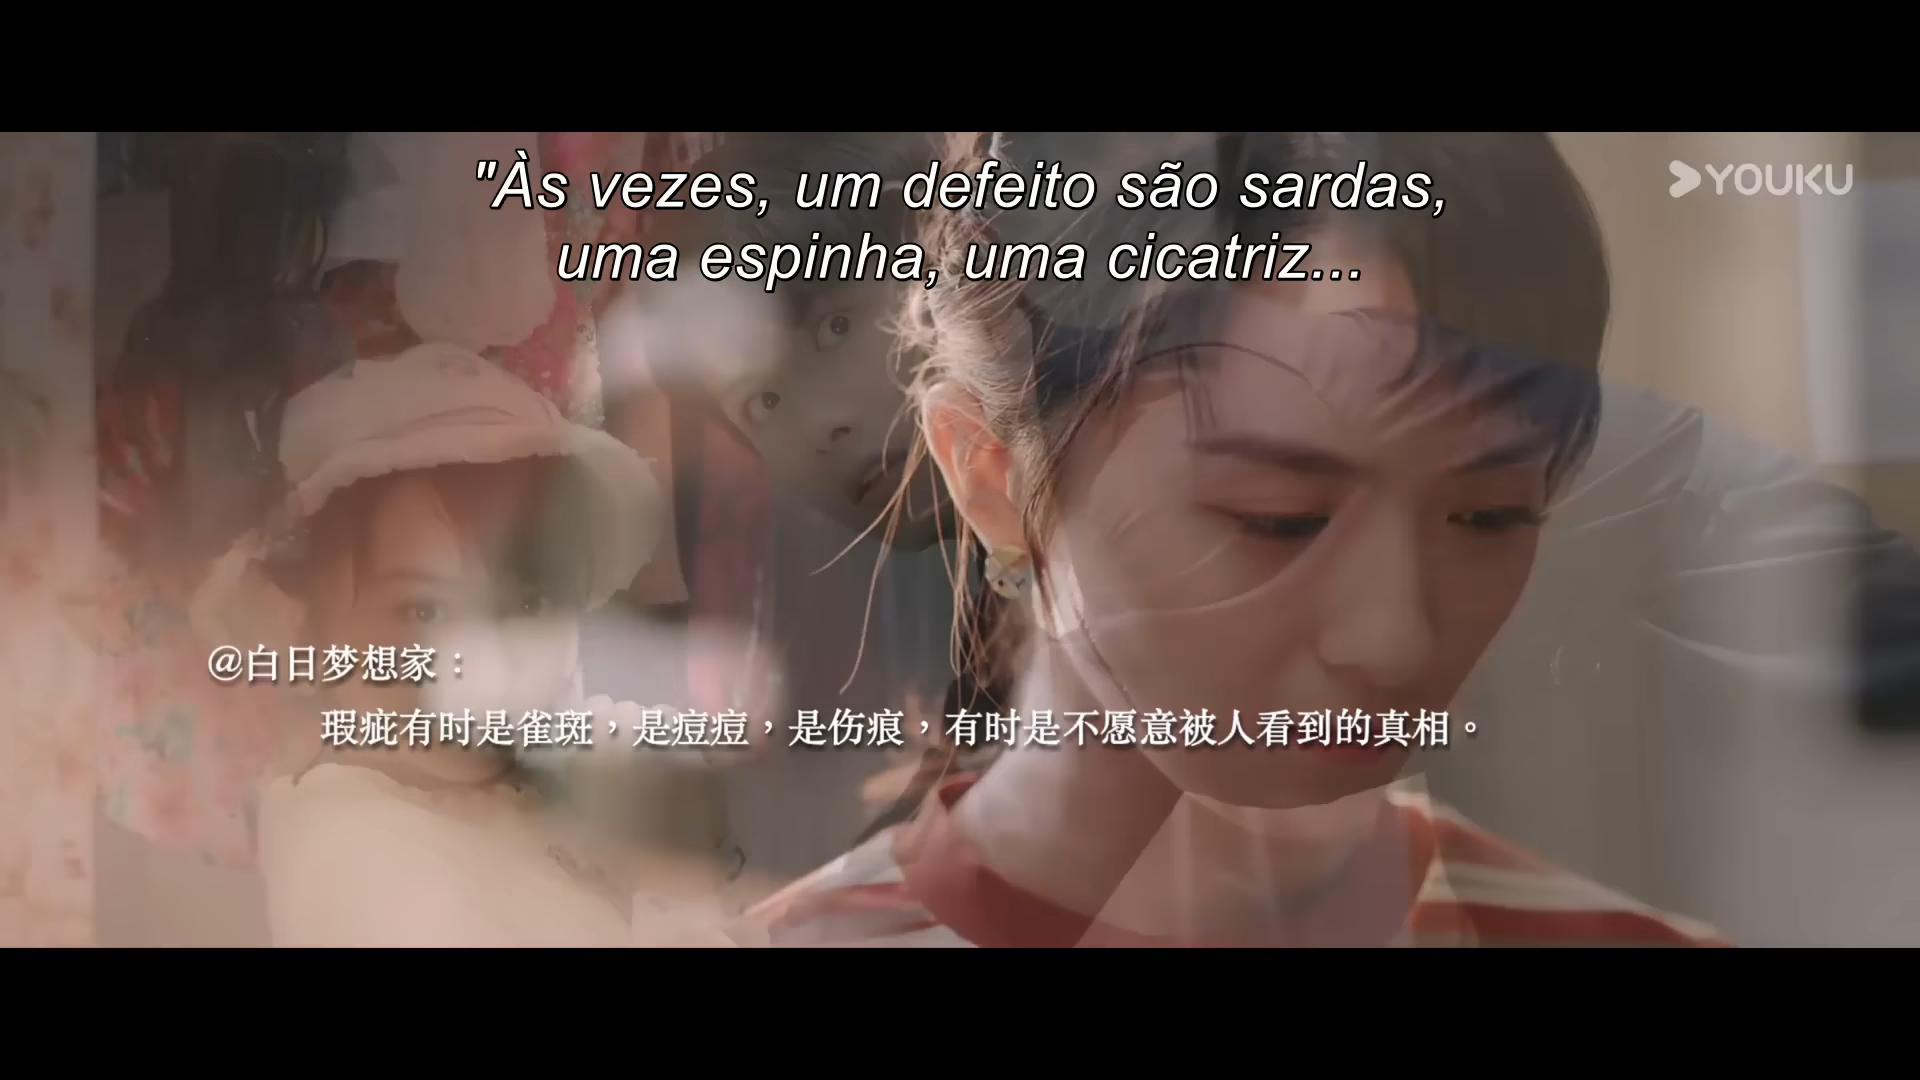 "Às vezes, um defeito são sardas,
uma espinha, uma cicatriz...
YOUKU
@白日梦想家：
瑕疵有时是雀斑，是痘痘，是伤痕，有时是不愿意被人看到的真相。